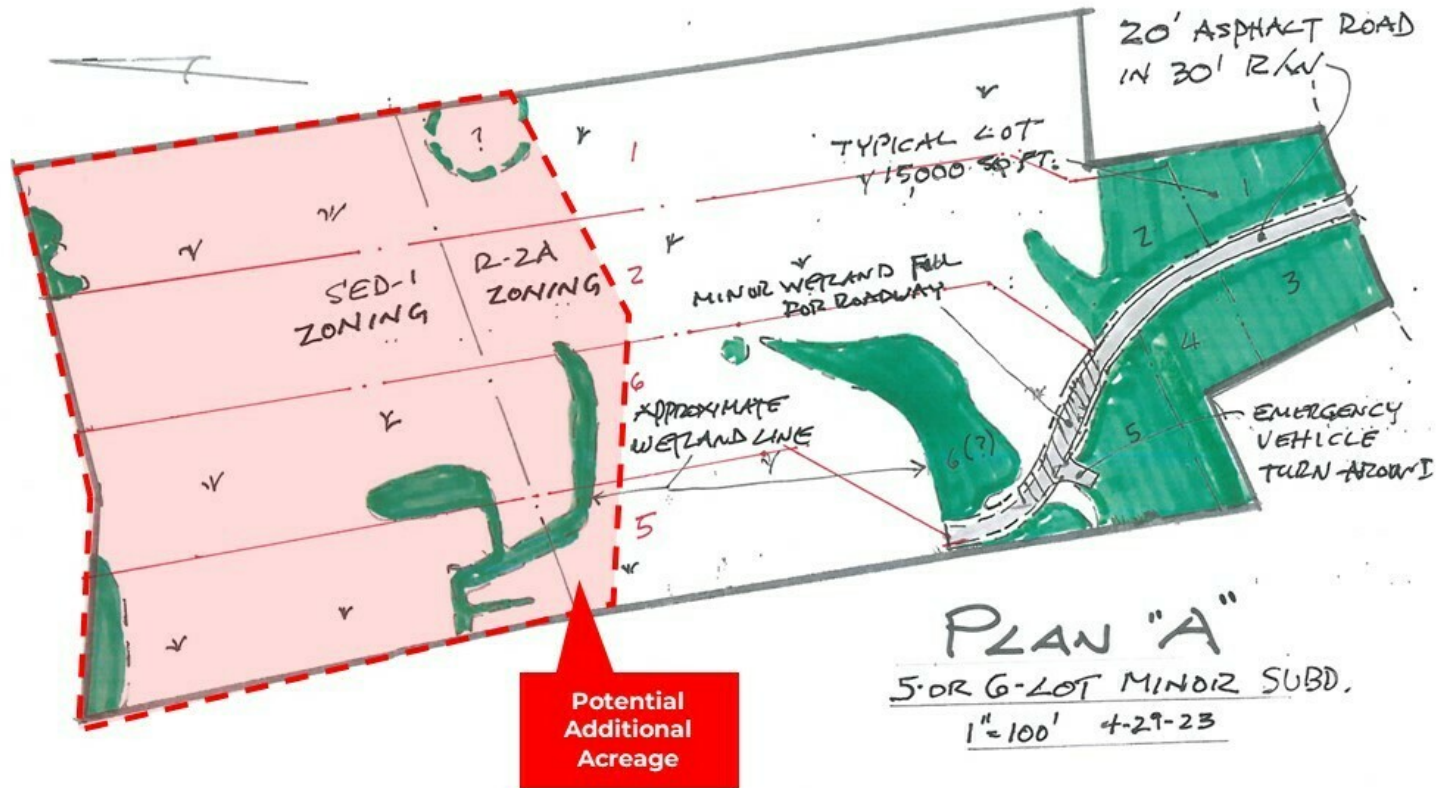 20' ASPHALT ROAD
IN 30' R/W
?
1
TYPICAL LOT
15000 SQ.FT.
1
2
SED-1
ZONING
R-2A
ZONING
2
MINOR WETLAND FILL
FOR ROADWAY
3
4
6
APPROXIMATE
WETLAND LINE
6(?)
5
EMERGENCY
VEHICLE
TURN-AROUND
5
PLAN "A"
5-OR 6-LOT MINOR SUBD.
1"=100' 4-29-23
Potential
Additional
Acreage